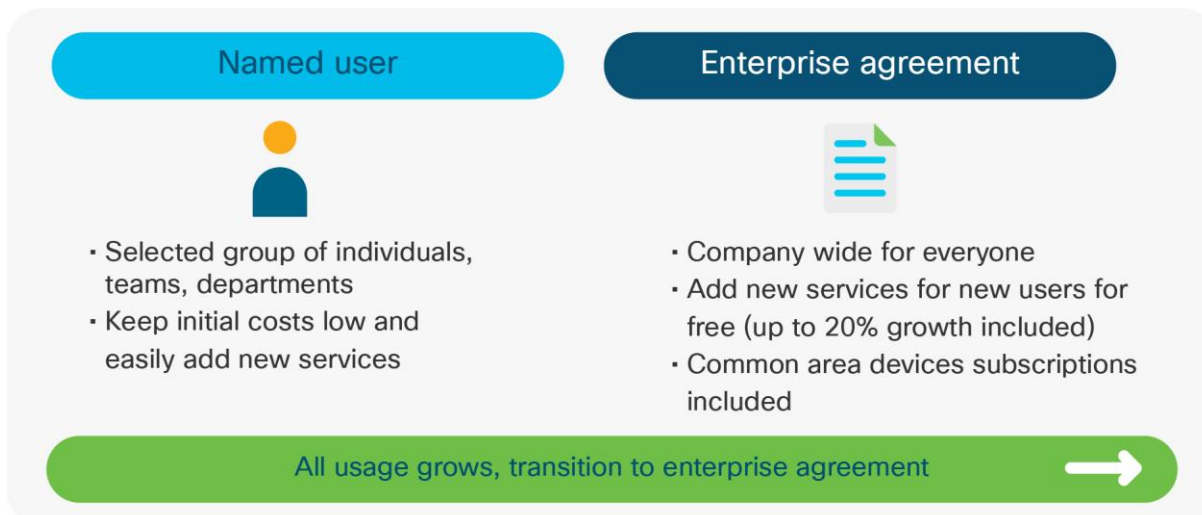 Named user
Enterprise agreement
· Selected group of individuals,
teams, departments
· Keep initial costs low and
easily add new services
· Company wide for everyone
· Add new services for new users for
free (up to 20% growth included)
· Common area devices subscriptions
included
All usage grows, transition to enterprise agreement